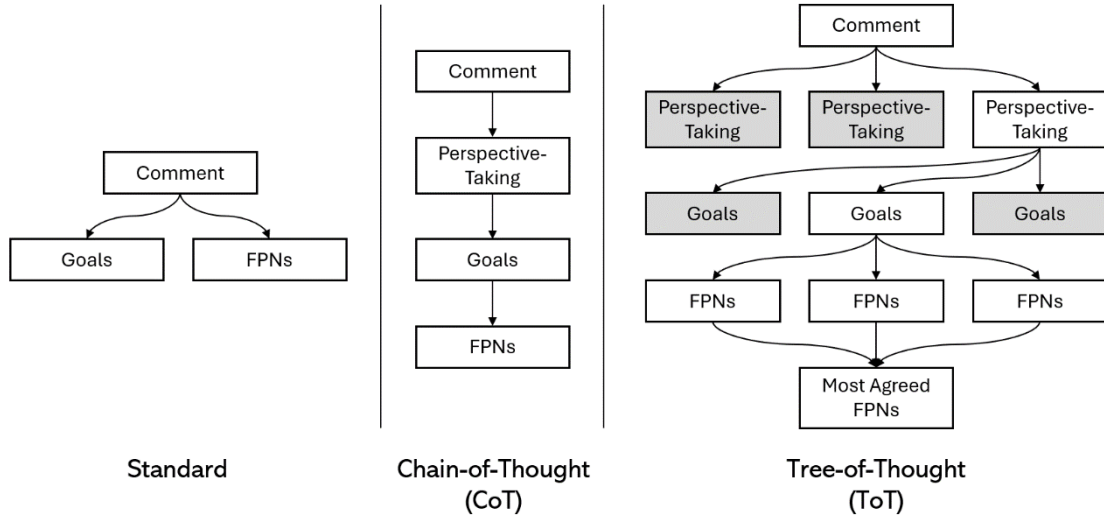 Comment
Goals
FPNs
Standard
Comment
Perspective-
Taking
Goals
FPNs
Chain-of-Thought
(CoT)
Comment
Perspective-
Taking
Perspective-
Taking
Perspective-
Taking
Goals
Goals
Goals
FPNs
FPNs
FPNs
Most Agreed
FPNs
Tree-of-Thought
(ToT)